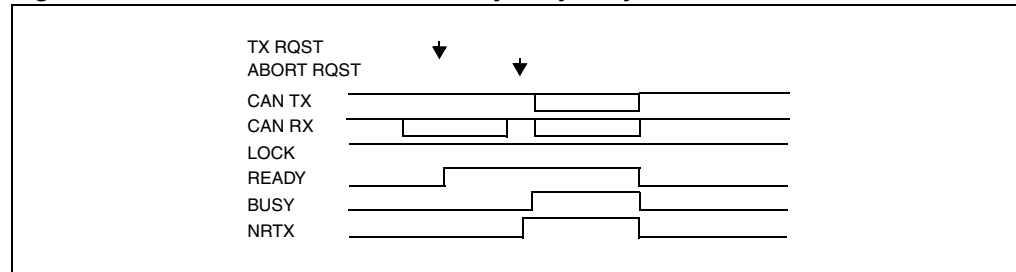 TX RQST
ABORT RQST
CAN TX
CAN RX
LOCK
READY
BUSY
NRTX